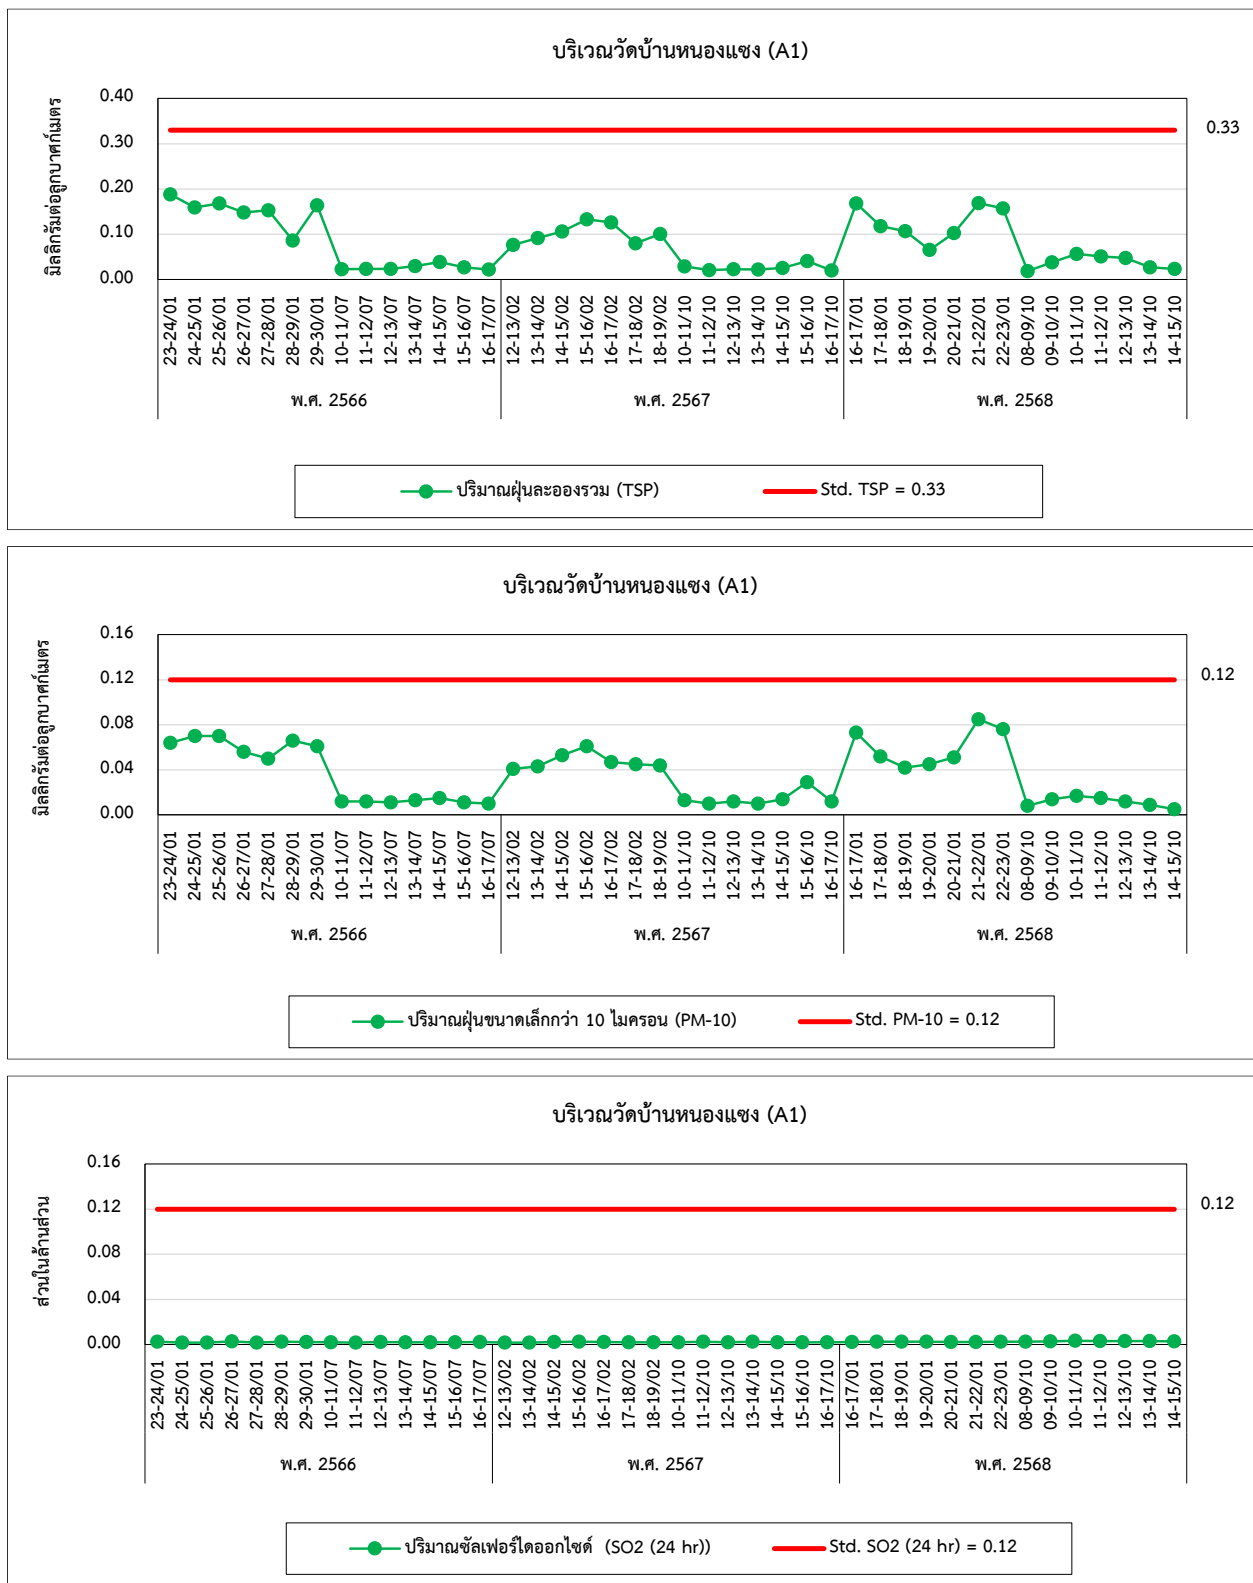 บริเวณวัดบ้านหนองแซง (A1)
มิลลิกรัมต่อลูกบาศก์เมตร
0.40
0.30
0.20
0.10
0.00
0.33
23-24/01 24-25/01 25-26/01 26-27/01 27-28/01 28-29/01 29-30/01 10-11/07 11-12/07 12-13/07 13-14/07 14-15/07 15-16/07 16-17/07 12-13/02 13-14/02 14-15/02 15-16/02 16-17/02 17-18/02 18-19/02 10-11/10 11-12/10 12-13/10 13-14/10 14-15/10 15-16/10 16-17/10 16-17/01 17-18/01 18-19/01 19-20/01 20-21/01 21-22/01 22-23/01 08-09/10 09-10/10 10-11/10 11-12/10 12-13/10 13-14/10 14-15/10
พ.ศ. 2566 พ.ศ. 2567 พ.ศ. 2568
ปริมาณฝุ่นละอองรวม (TSP) Std. TSP = 0.33
บริเวณวัดบ้านหนองแซง (A1)
มิลลิกรัมต่อลูกบาศก์เมตร
0.16
0.12
0.08
0.04
0.00
0.12
23-24/01 24-25/01 25-26/01 26-27/01 27-28/01 28-29/01 29-30/01 10-11/07 11-12/07 12-13/07 13-14/07 14-15/07 15-16/07 16-17/07 12-13/02 13-14/02 14-15/02 15-16/02 16-17/02 17-18/02 18-19/02 10-11/10 11-12/10 12-13/10 13-14/10 14-15/10 15-16/10 16-17/10 16-17/01 17-18/01 18-19/01 19-20/01 20-21/01 21-22/01 22-23/01 08-09/10 09-10/10 10-11/10 11-12/10 12-13/10 13-14/10 14-15/10
พ.ศ. 2566 พ.ศ. 2567 พ.ศ. 2568
ปริมาณฝุ่นขนาดเล็กกว่า 10 ไมครอน (PM-10) Std. PM-10 = 0.12
บริเวณวัดบ้านหนองแซง (A1)
ส่วนในล้านส่วน
0.16
0.12
0.08
0.04
0.00
0.12
23-24/01 24-25/01 25-26/01 26-27/01 27-28/01 28-29/01 29-30/01 10-11/07 11-12/07 12-13/07 13-14/07 14-15/07 15-16/07 16-17/07 12-13/02 13-14/02 14-15/02 15-16/02 16-17/02 17-18/02 18-19/02 10-11/10 11-12/10 12-13/10 13-14/10 14-15/10 15-16/10 16-17/10 16-17/01 17-18/01 18-19/01 19-20/01 20-21/01 21-22/01 22-23/01 08-09/10 09-10/10 10-11/10 11-12/10 12-13/10 13-14/10 14-15/10
พ.ศ. 2566 พ.ศ. 2567 พ.ศ. 2568
ปริมาณซัลเฟอร์ไดออกไซด์ (SO2 (24 hr)) Std. SO2 (24 hr) = 0.12